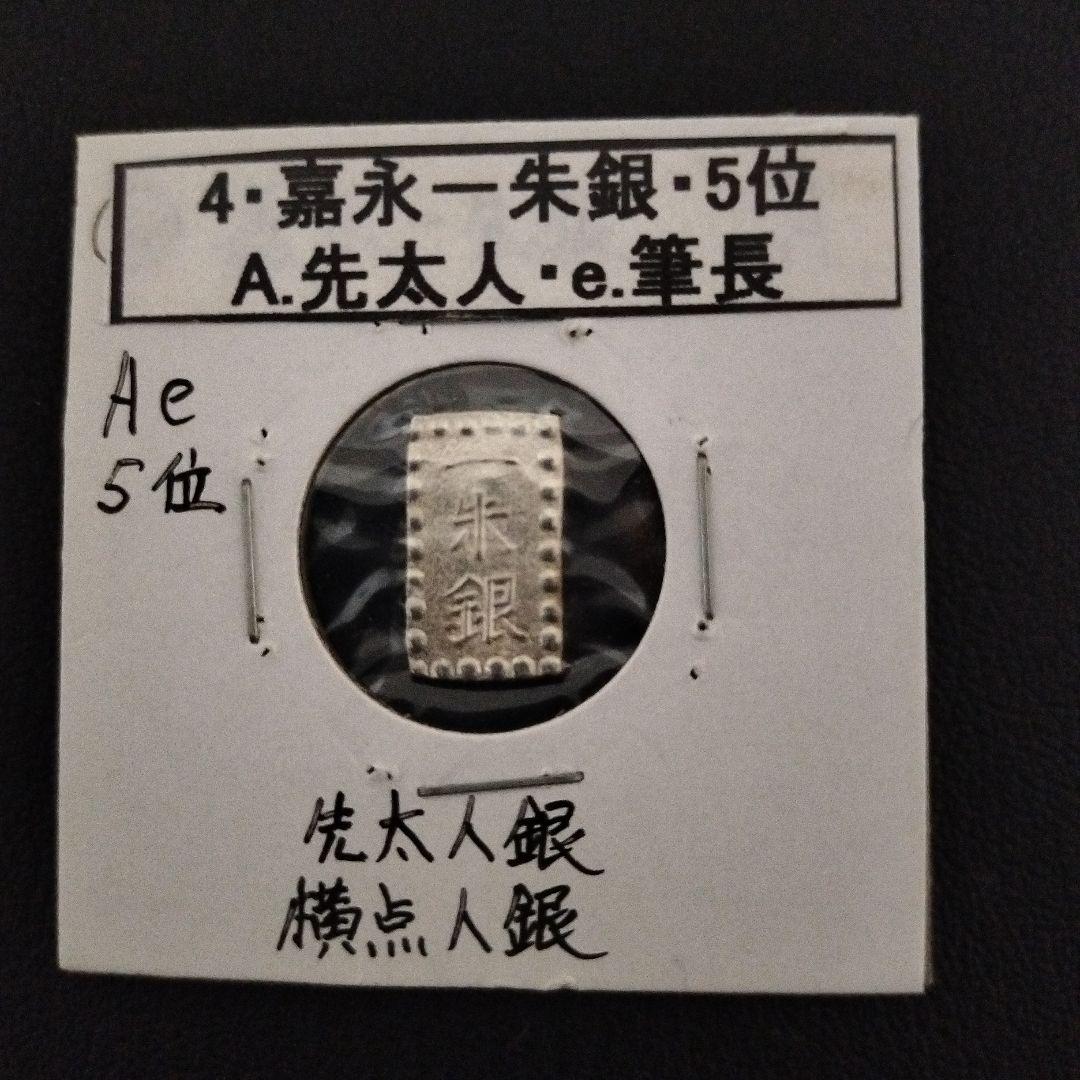 4・嘉永一朱銀・5位
A.先太人・e.筆長
Ae
5位
一
朱
銀
先太人銀
横点人銀